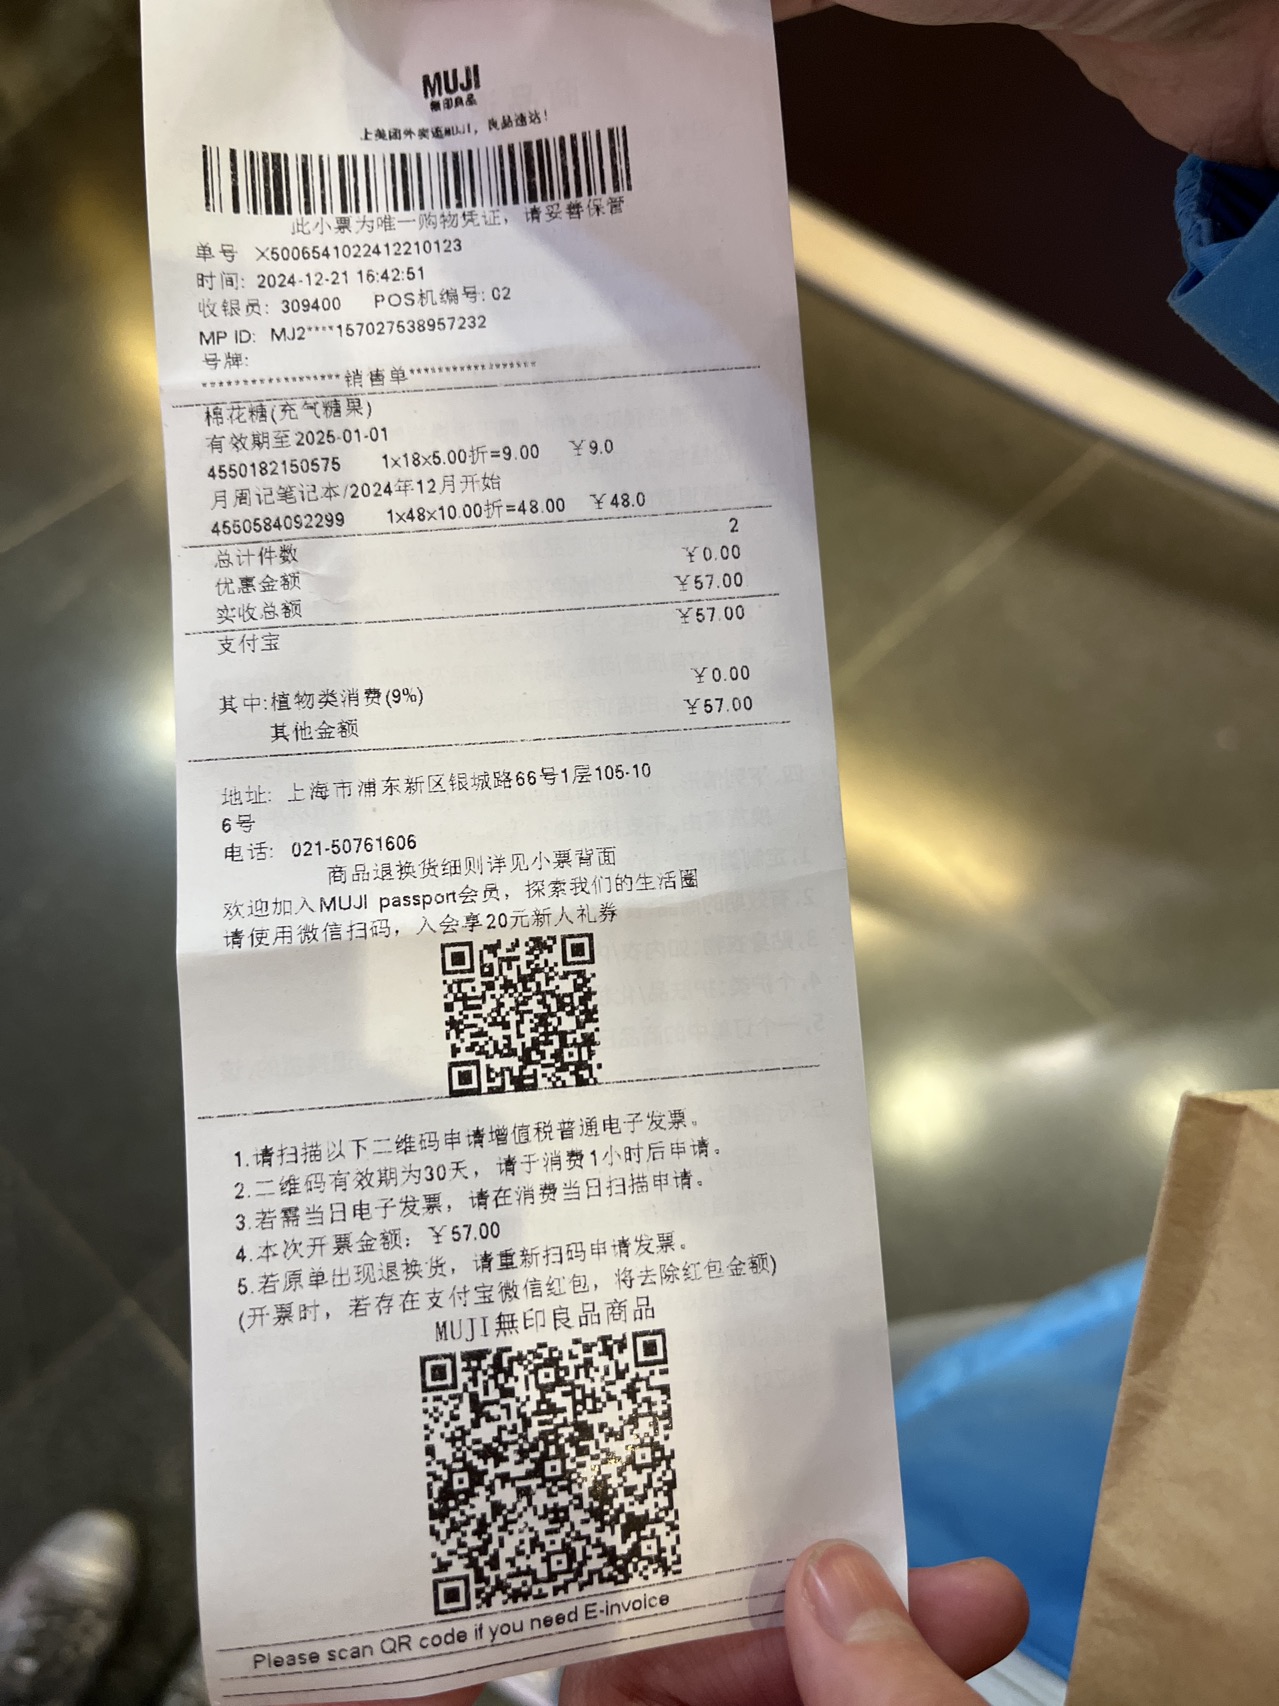 MUJI
無印良品
上美团外卖逛MUJI，良品速达！
此小票为唯一购物凭证，请妥善保管
单号 X5006541022412210123
时间: 2024-12-21 16:42:51
收银员: 309400 POS机编号: 02
MP ID: MJ2****157027538957232
号牌:
********************销售单******************
棉花糖(充气糖果)
有效期至2025-01-01
4550182150575 1x18x5.00折=9.00 ￥9.0
月周记笔记本/2024年12月开始
4550584092299 1x48x10.00折=48.00 ￥48.0
总计件数 2
优惠金额 ￥0.00
实收总额 ￥57.00
支付宝 ￥57.00
其中:植物类消费(9%) ￥0.00
其他金额 ￥57.00
地址: 上海市浦东新区银城路66号1层105-10
6号
电话: 021-50761606
商品退换货细则详见小票背面
欢迎加入MUJI passport会员，探索我们的生活圈
请使用微信扫码，入会享20元新人礼券
1.请扫描以下二维码申请增值税普通电子发票。
2.二维码有效期为30天，请于消费1小时后申请。
3.若需当日电子发票，请在消费当日扫描申请。
4.本次开票金额: ￥57.00
5.若原单出现退换货，请重新扫码申请发票。
(开票时，若存在支付宝微信红包，将去除红包金额)
MUJI無印良品商品
Please scan QR code if you need E-invoice